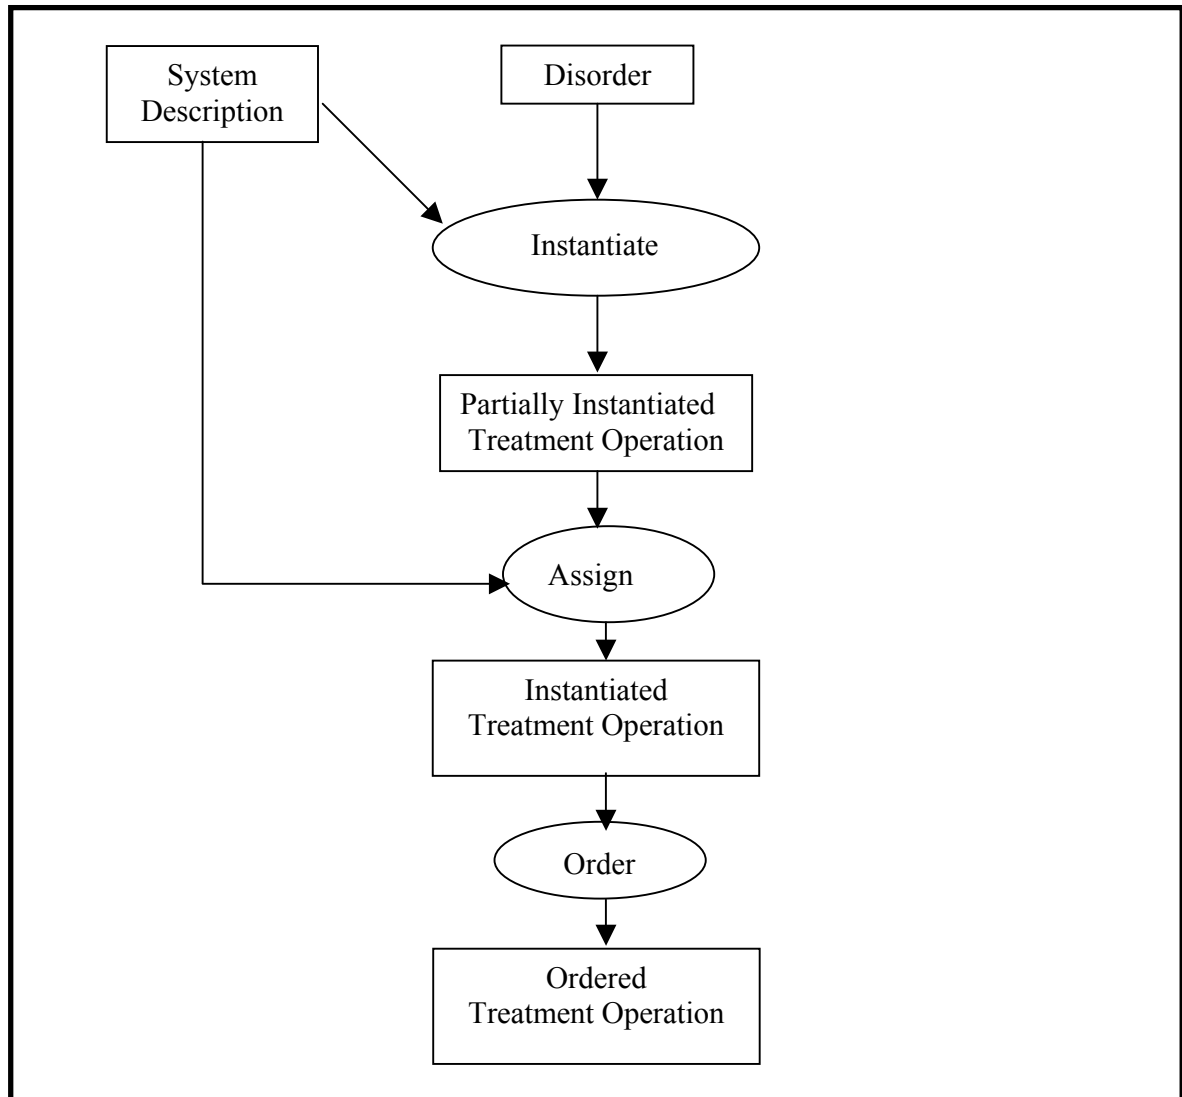 System
Description
Disorder
Instantiate
Partially Instantiated
Treatment Operation
Assign
Instantiated
Treatment Operation
Order
Ordered
Treatment Operation